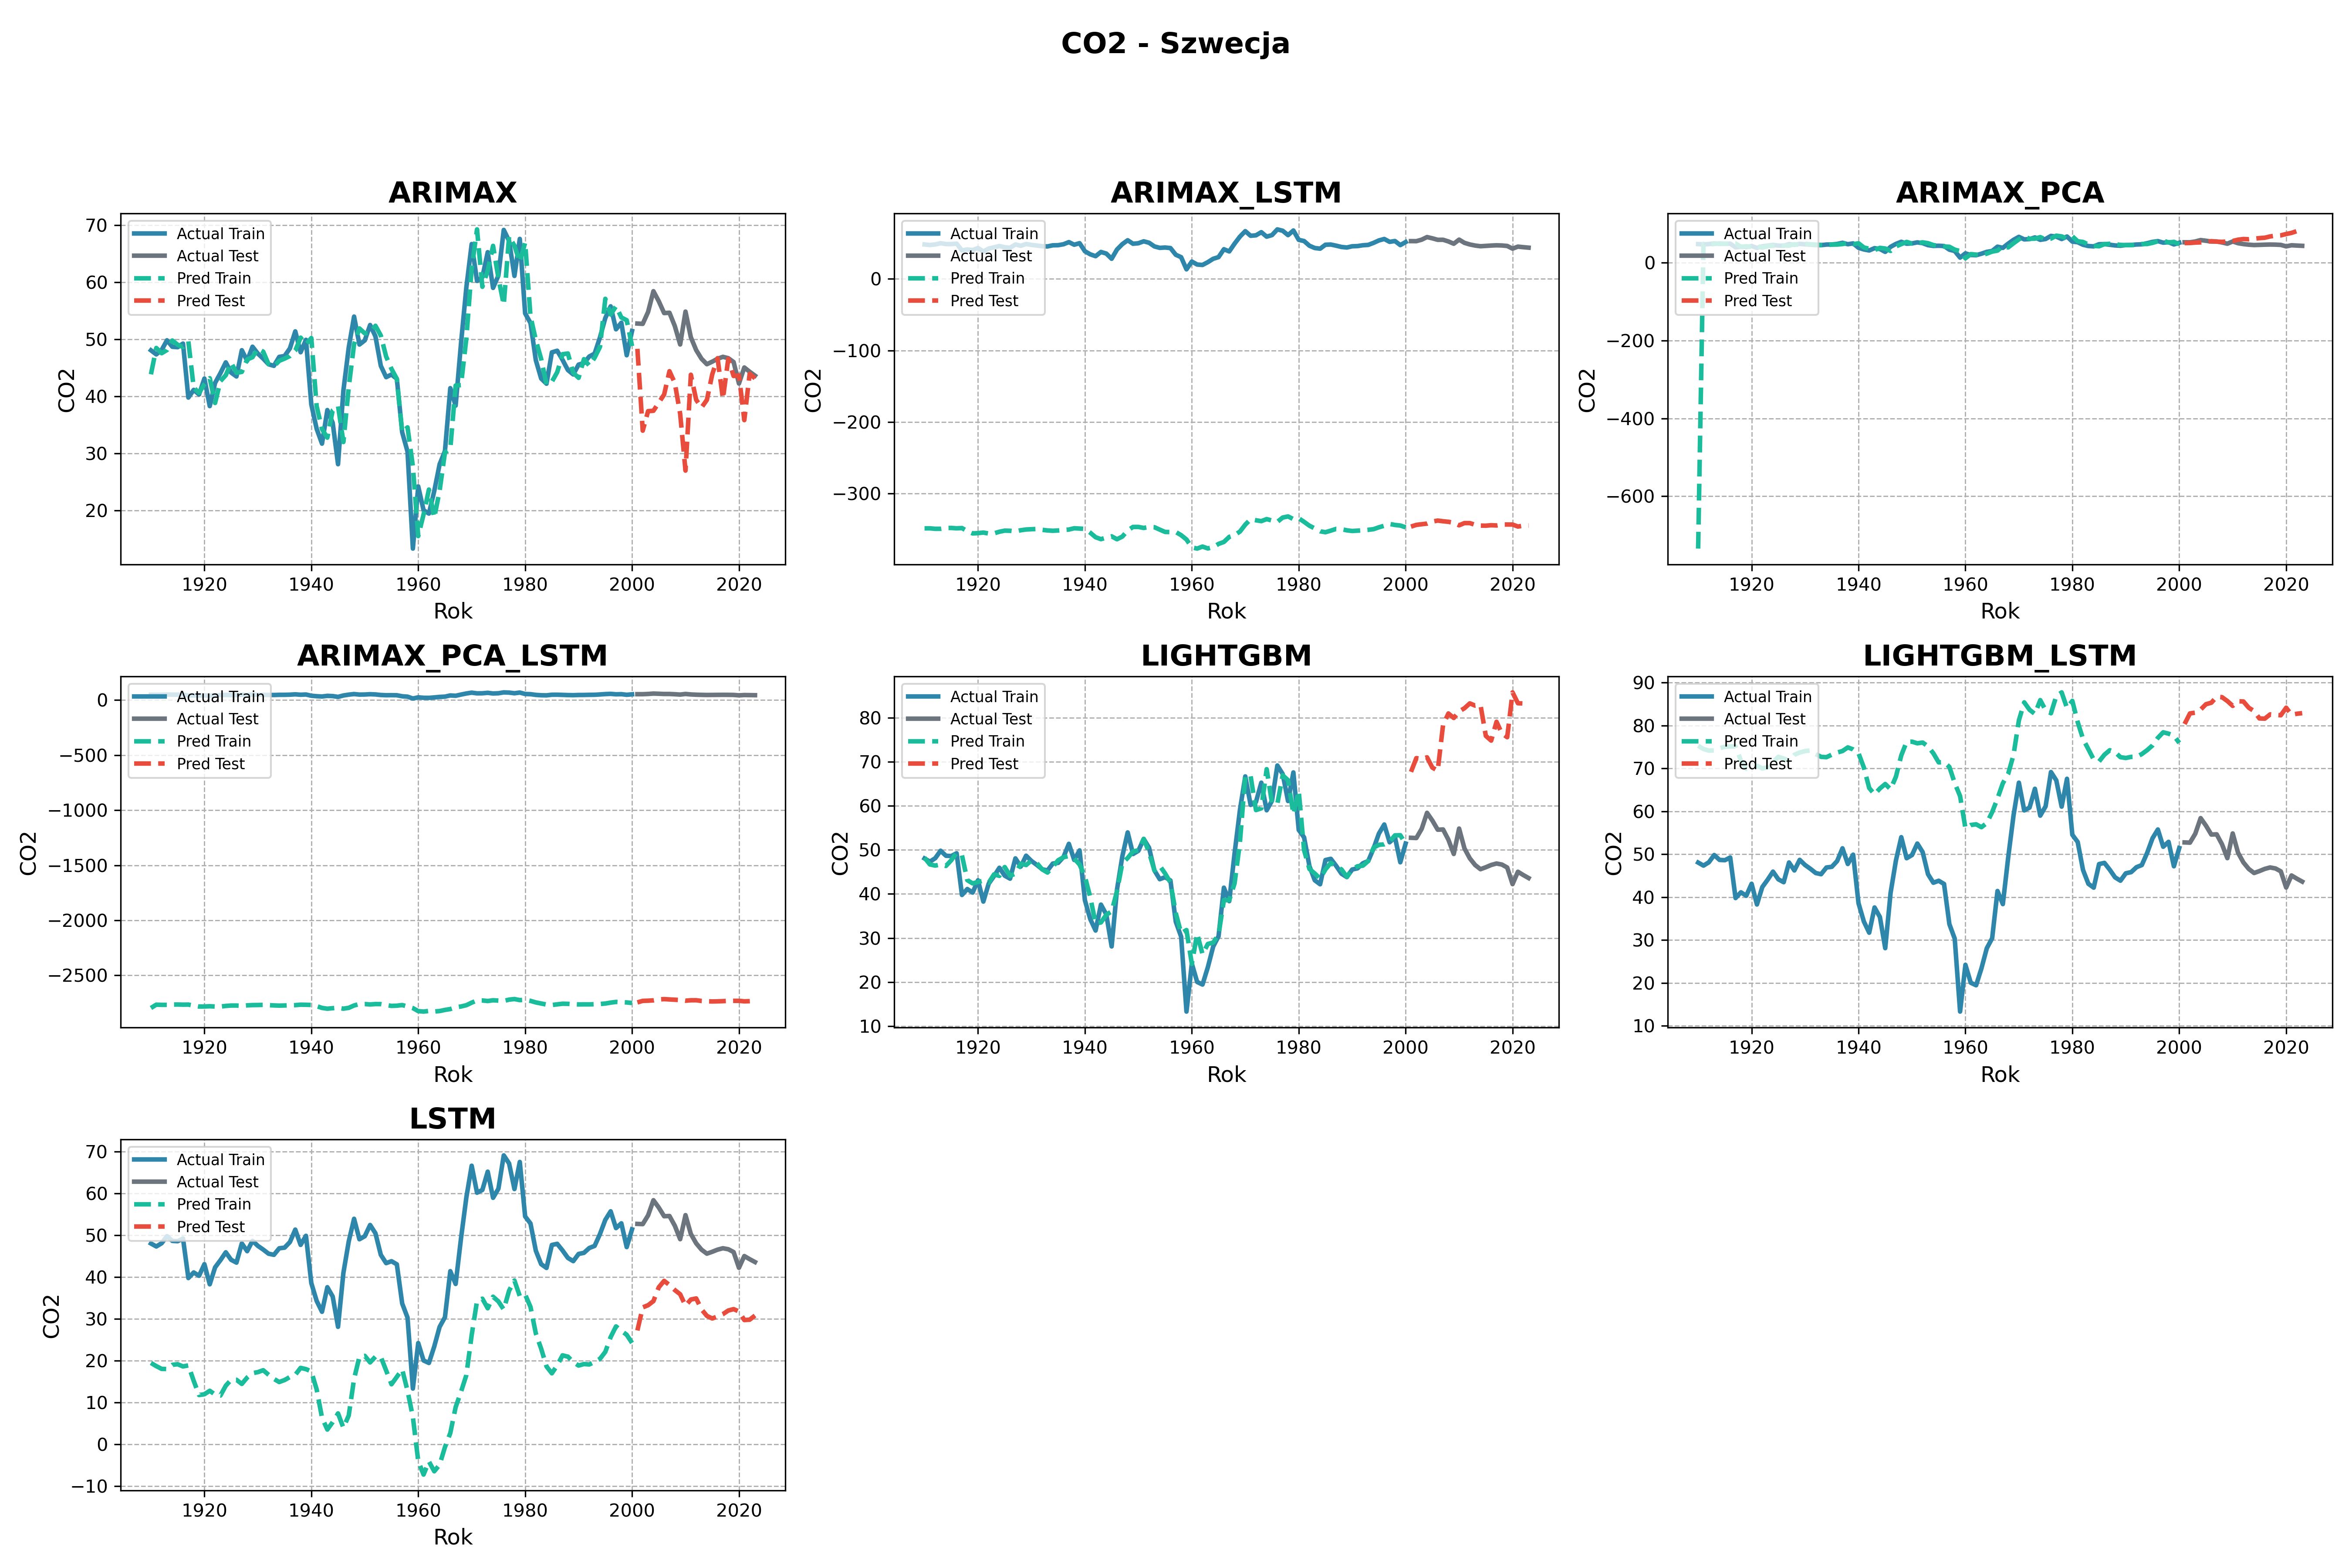 CO2 - Szwecja
ARIMAX
70
60
50
40
30
20
CO2
1920 1940 1960 1980 2000 2020
Rok
Actual Train
Actual Test
Pred Train
Pred Test
ARIMAX_LSTM
0
−100
−200
−300
CO2
1920 1940 1960 1980 2000 2020
Rok
Actual Train
Actual Test
Pred Train
Pred Test
ARIMAX_PCA
0
−200
−400
−600
CO2
1920 1940 1960 1980 2000 2020
Rok
Actual Train
Actual Test
Pred Train
Pred Test
ARIMAX_PCA_LSTM
0
−500
−1000
−1500
−2000
−2500
CO2
1920 1940 1960 1980 2000 2020
Rok
Actual Train
Actual Test
Pred Train
Pred Test
LIGHTGBM
80
70
60
50
40
30
20
10
CO2
1920 1940 1960 1980 2000 2020
Rok
Actual Train
Actual Test
Pred Train
Pred Test
LIGHTGBM_LSTM
90
80
70
60
50
40
30
20
10
CO2
1920 1940 1960 1980 2000 2020
Rok
Actual Train
Actual Test
Pred Train
Pred Test
LSTM
70
60
50
40
30
20
10
0
−10
CO2
1920 1940 1960 1980 2000 2020
Rok
Actual Train
Actual Test
Pred Train
Pred Test